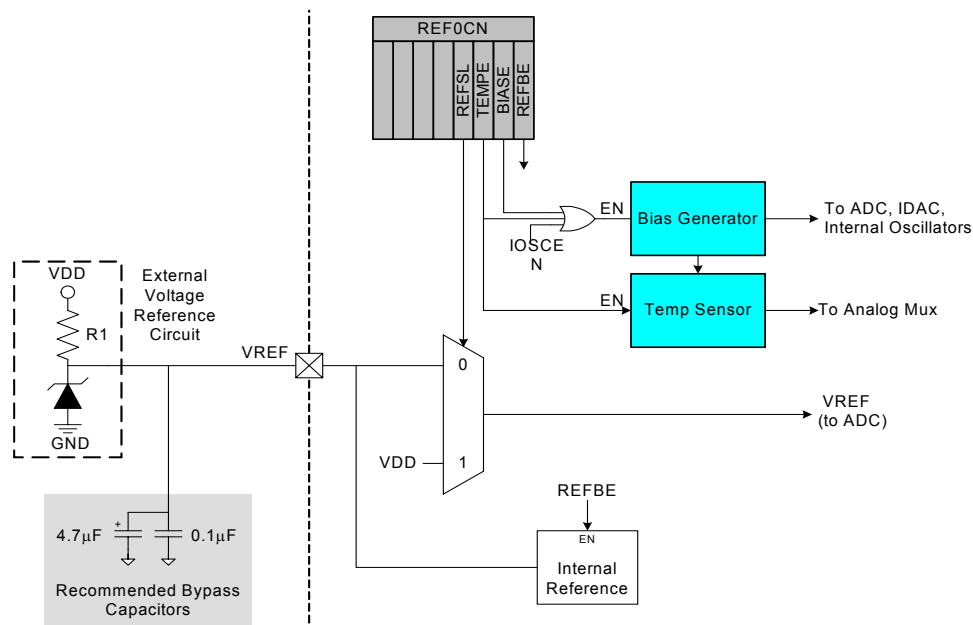 REF0CN
REFSL
TEMPE
BIASE
REFBE
EN
Bias Generator
To ADC, IDAC,
Internal Oscillators
IOSCE
N
EN
Temp Sensor
To Analog Mux
VDD
External
Voltage
Reference
Circuit
R1
VREF
GND
0
1
VDD
VREF
(to ADC)
REFBE
EN
Internal
Reference
4.7µF
+
0.1µF
Recommended Bypass
Capacitors